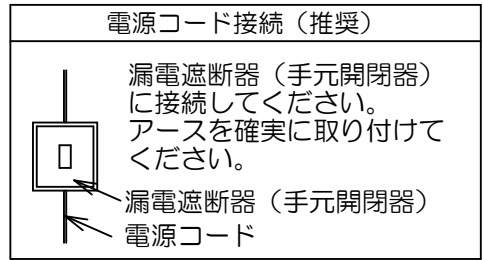 電源コード接続（推奨）
漏電遮断器（手元開閉器）
に接続してください。
アースを確実に取り付けて
ください。
漏電遮断器（手元開閉器）
電源コード